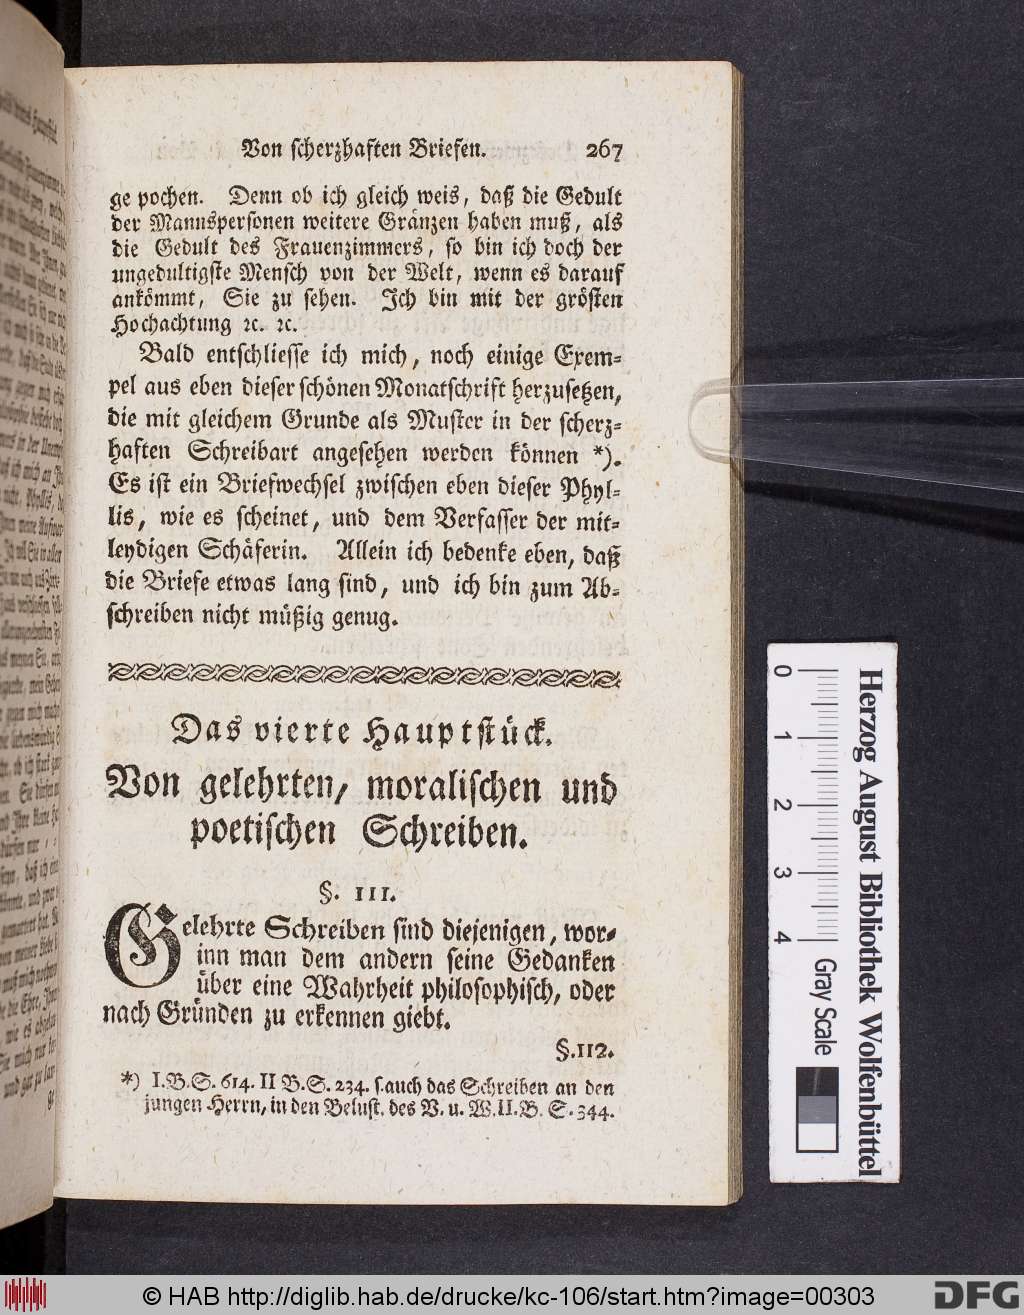 Von scherzhaften Briefen. 267
ge pochen. Denn ob ich gleich weis, daß die Gedult
der Mannspersonen weitere Gränzen haben muß, als
die Gedult des Frauenzimmers, so bin ich doch der
ungedultigste Mensch von der Welt, wenn es darauf
ankömmt, Sie zu sehen. Ich bin mit der grösten
Hochachtung ꝛc. ꝛc.
Bald entschliesse ich mich, noch einige Exem⸗
pel aus eben dieser schönen Monatschrift herzusetzen,
die mit gleichem Grunde als Muster in der scherz⸗
haften Schreibart angesehen werden können *).
Es ist ein Briefwechsel zwischen eben dieser Phyl⸗
lis, wie es scheinet, und dem Verfasser der mit⸗
leydigen Schäferin. Allein ich bedenke eben, daß
die Briefe etwas lang sind, und ich bin zum Ab⸗
schreiben nicht müßig genug.
Das vierte Hauptstück.
Von gelehrten, moralischen und
poetischen Schreiben.
§. 111.
Gelehrte Schreiben sind diejenigen, wor⸗
inn man dem andern seine Gedanken
über eine Wahrheit philosophisch, oder
nach Gründen zu erkennen giebt.
§.112.
*) I.B.S. 614. II B.S. 234. s.auch das Schreiben an den
jungen Herrn, in den Belust. des V. u. W.II.B. S.344.
0 1 2 3 4
Gray Scale
Herzog August Bibliothek Wolfenbüttel
© HAB http://diglib.hab.de/drucke/kc-106/start.htm?image=00303
DFG